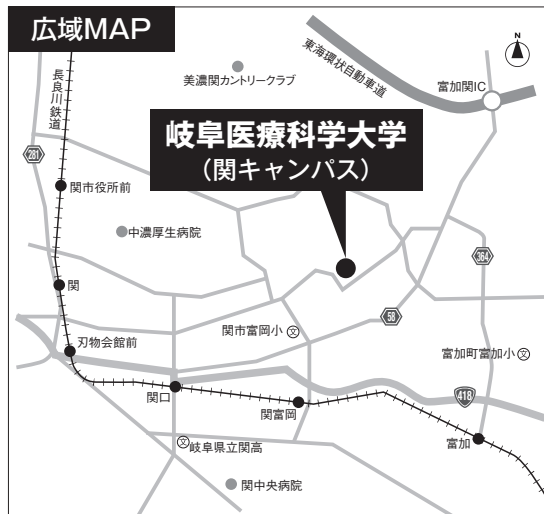 広域MAP
N
長良川鉄道
美濃関カントリークラブ
東海環状自動車道
富加関IC
岐阜医療科学大学
（関キャンパス）
281
関市役所前
中濃厚生病院
364
関
58
関市富岡小 文
刃物会館前
富加町富加小 文
関口
関富岡
418
富加
文 岐阜県立関高
関中央病院